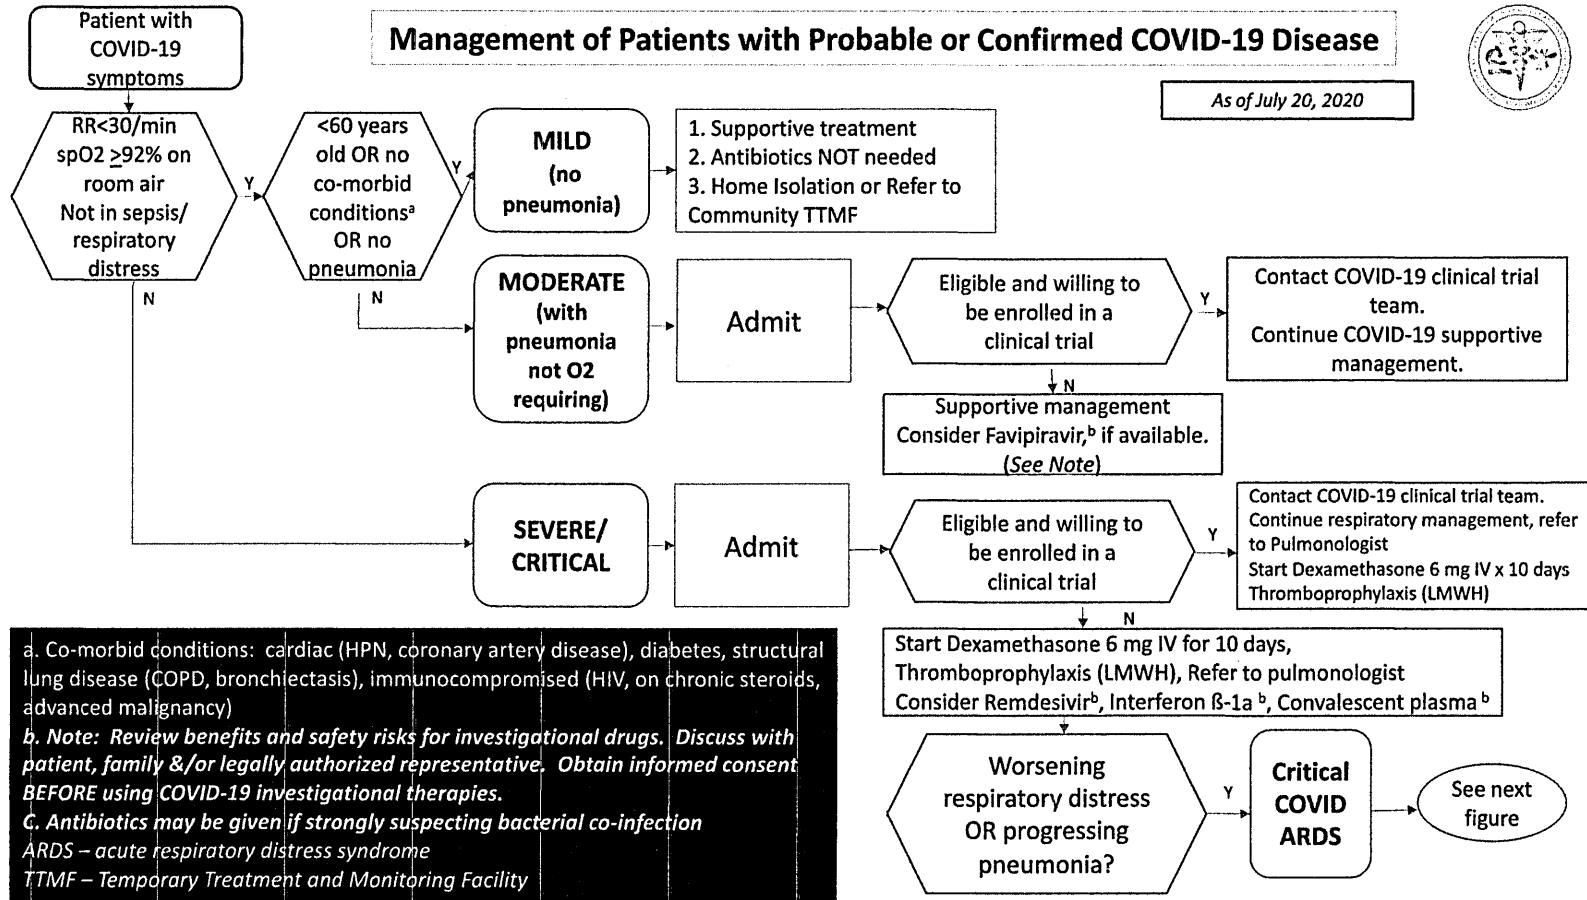 Patient with
COVID-19
symptoms
Management of Patients with Probable or Confirmed COVID-19 Disease
As of July 20, 2020
RR<30/min
spO2 ≥92% on
room air
Not in sepsis/
respiratory
distress
Y
N
<60 years
old OR no
co-morbid
conditionsᵃ
OR no
pneumonia
Y
N
MILD
(no
pneumonia)
1. Supportive treatment
2. Antibiotics NOT needed
3. Home Isolation or Refer to
Community TTMF
MODERATE
(with
pneumonia
not O2
requiring)
Admit
Eligible and willing to
be enrolled in a
clinical trial
Y
Contact COVID-19 clinical trial
team.
Continue COVID-19 supportive
management.
N
Supportive management
Consider Favipiravir,ᵇ if available.
(See Note)
SEVERE/
CRITICAL
Admit
Eligible and willing to
be enrolled in a
clinical trial
Y
Contact COVID-19 clinical trial team.
Continue respiratory management, refer
to Pulmonologist
Start Dexamethasone 6 mg IV x 10 days
Thromboprophylaxis (LMWH)
N
Start Dexamethasone 6 mg IV for 10 days,
Thromboprophylaxis (LMWH), Refer to pulmonologist
Consider Remdesivirᵇ, Interferon ß-1a ᵇ, Convalescent plasma ᵇ
Worsening
respiratory distress
OR progressing
pneumonia?
Y
Critical
COVID
ARDS
See next
figure
a. Co-morbid conditions: cardiac (HPN, coronary artery disease), diabetes, structural
lung disease (COPD, bronchiectasis), immunocompromised (HIV, on chronic steroids,
advanced malignancy)
b. Note: Review benefits and safety risks for investigational drugs. Discuss with
patient, family &/or legally authorized representative. Obtain informed consent
BEFORE using COVID-19 investigational therapies.
C. Antibiotics may be given if strongly suspecting bacterial co-infection
ARDS – acute respiratory distress syndrome
TTMF – Temporary Treatment and Monitoring Facility